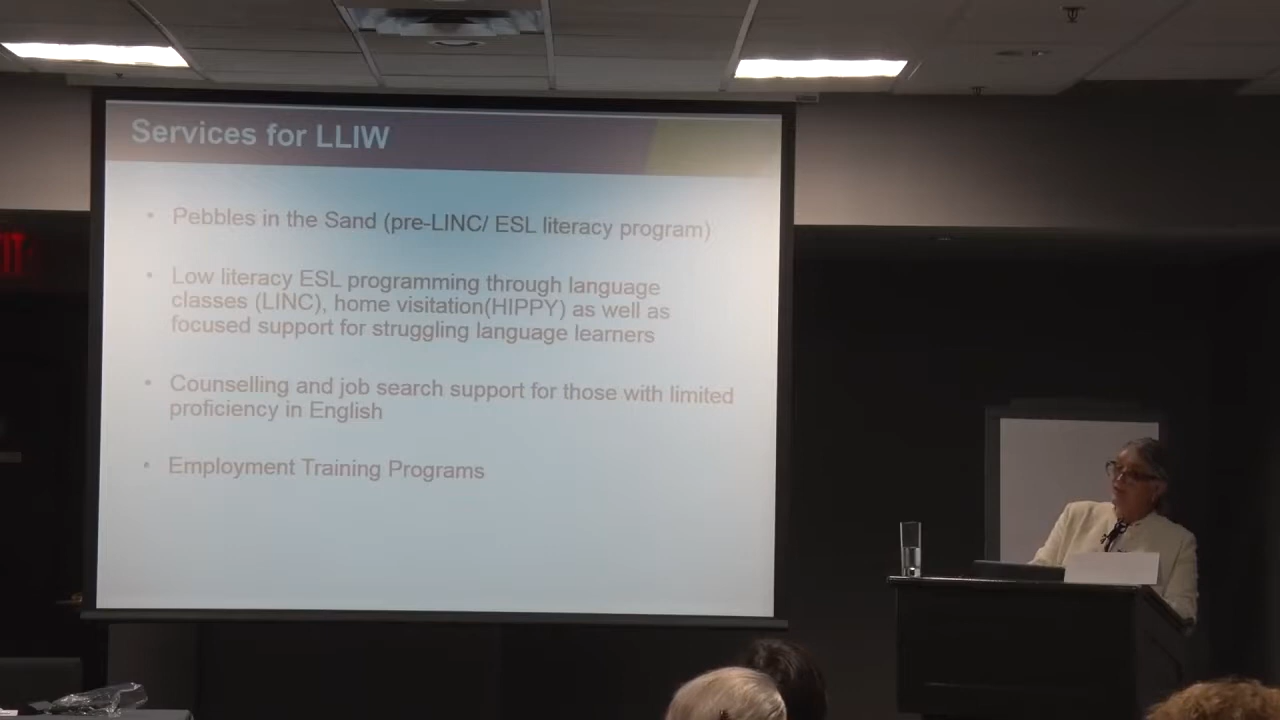 Services for LLIW
• Pebbles in the Sand (pre-LINC/ ESL literacy program)
• Low literacy ESL programming through language
classes (LINC), home visitation(HIPPY) as well as
focused support for struggling language learners
• Counselling and job search support for those with limited
proficiency in English
• Employment Training Programs